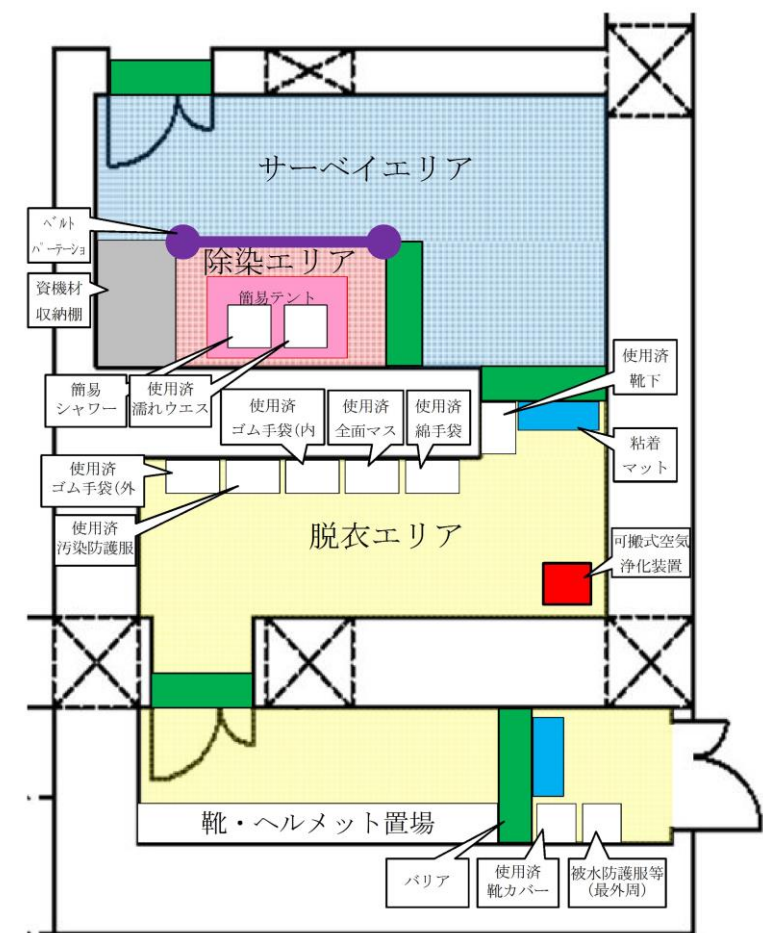 サーベイエリア
ベルト
パーテショ
除染エリア
資機材
収納棚
簡易テント
簡易
シャワー
使用済
濡れウエス
使用済
ゴム手袋(内
使用済
全面マス
使用済
綿手袋
使用済
靴下
粘着
マット
使用済
ゴム手袋(外
使用済
汚染防護服
脱衣エリア
可搬式空気
浄化装置
靴・ヘルメット置場
バリア
使用済
靴カバー
被水防護服等
(最外周)